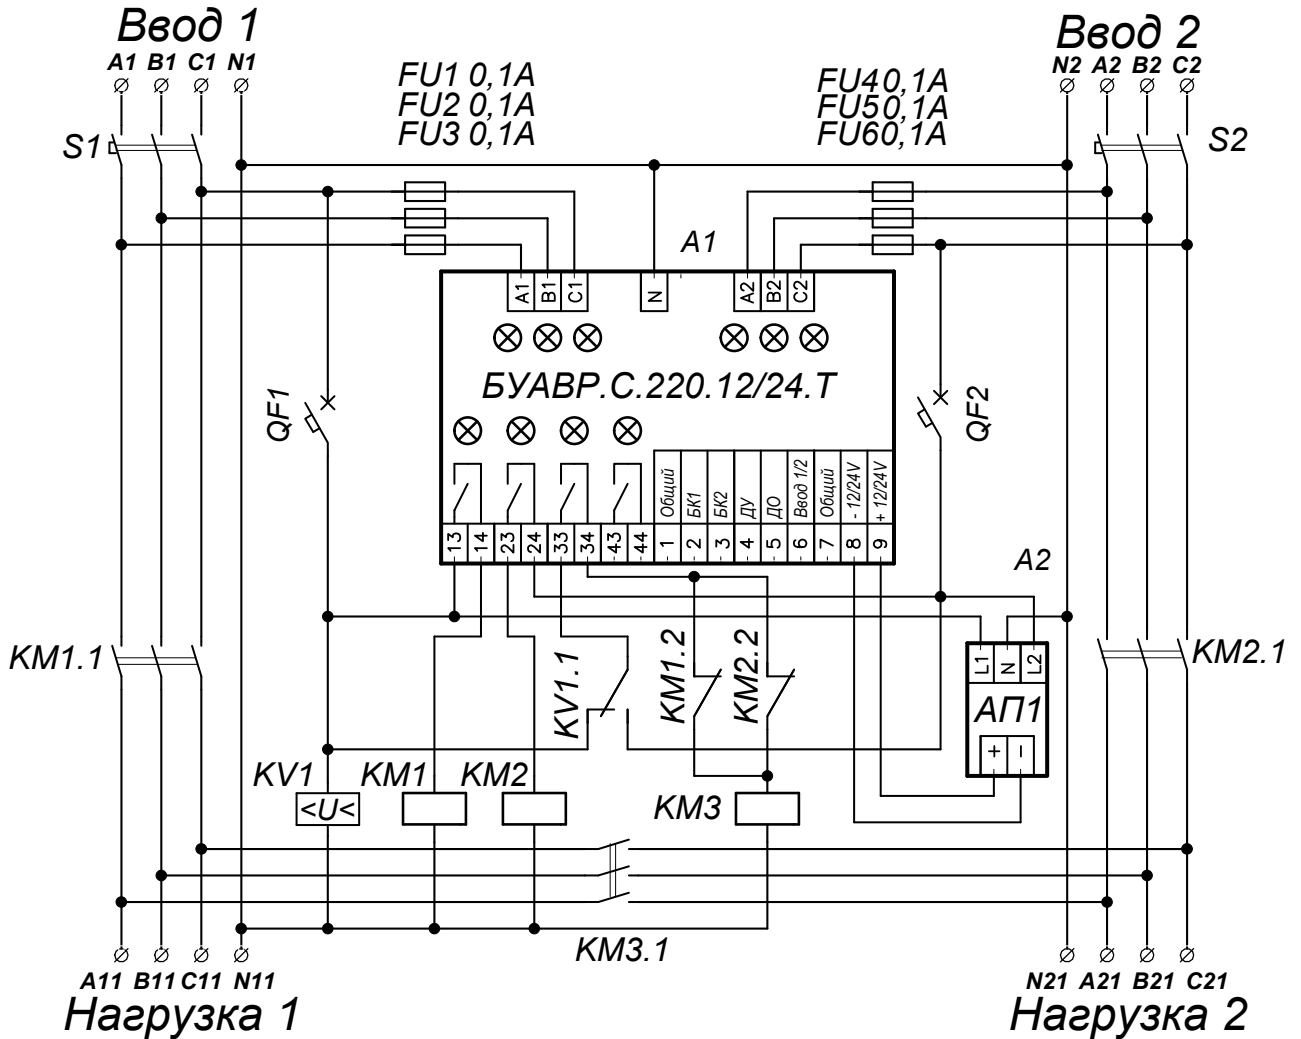 Ввод 1
Ввод 2
A1 B1 C1 N1
N2 A2 B2 C2
FU1 0,1A
FU2 0,1A
FU3 0,1A
FU4 0,1A
FU5 0,1A
FU6 0,1A
S1
S2
A1
A1 B1 C1
N
A2 B2 C2
БУАВР.С.220.12/24.Т
QF1
QF2
Общий
БК1
БК2
ДУ
ДО
Ввод 1/2
Общий
- 12/24V
+ 12/24V
13 14 23 24 33 34 43 44 1 2 3 4 5 6 7 8 9
A2
KM1.1
KV1.1
KM1.2
KM2.2
L1 N L2
KM2.1
АП1
+ −
KV1
KM1
KM2
<U<
KM3
KM3.1
A11 B11 C11 N11
N21 A21 B21 C21
Нагрузка 1
Нагрузка 2